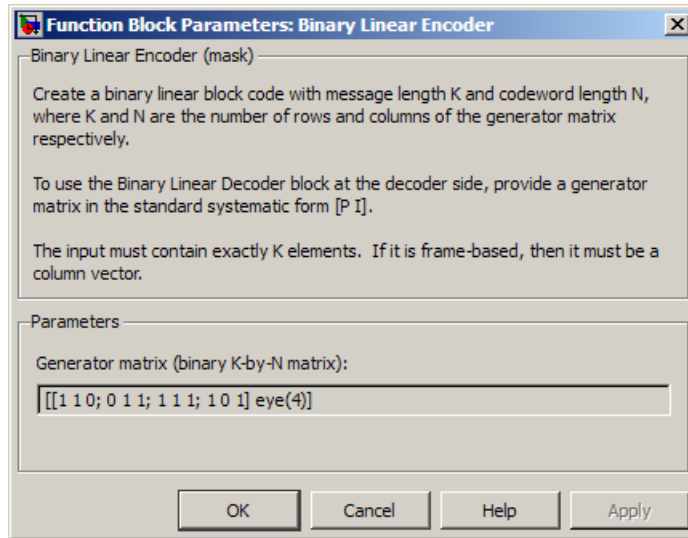 Function Block Parameters: Binary Linear Encoder
Binary Linear Encoder (mask)
Create a binary linear block code with message length K and codeword length N,
where K and N are the number of rows and columns of the generator matrix
respectively.
To use the Binary Linear Decoder block at the decoder side, provide a generator
matrix in the standard systematic form [P I].
The input must contain exactly K elements.  If it is frame-based, then it must be a
column vector.
Parameters
Generator matrix (binary K-by-N matrix):
[[1 1 0; 0 1 1; 1 1 1; 1 0 1] eye(4)]
OK Cancel Help Apply